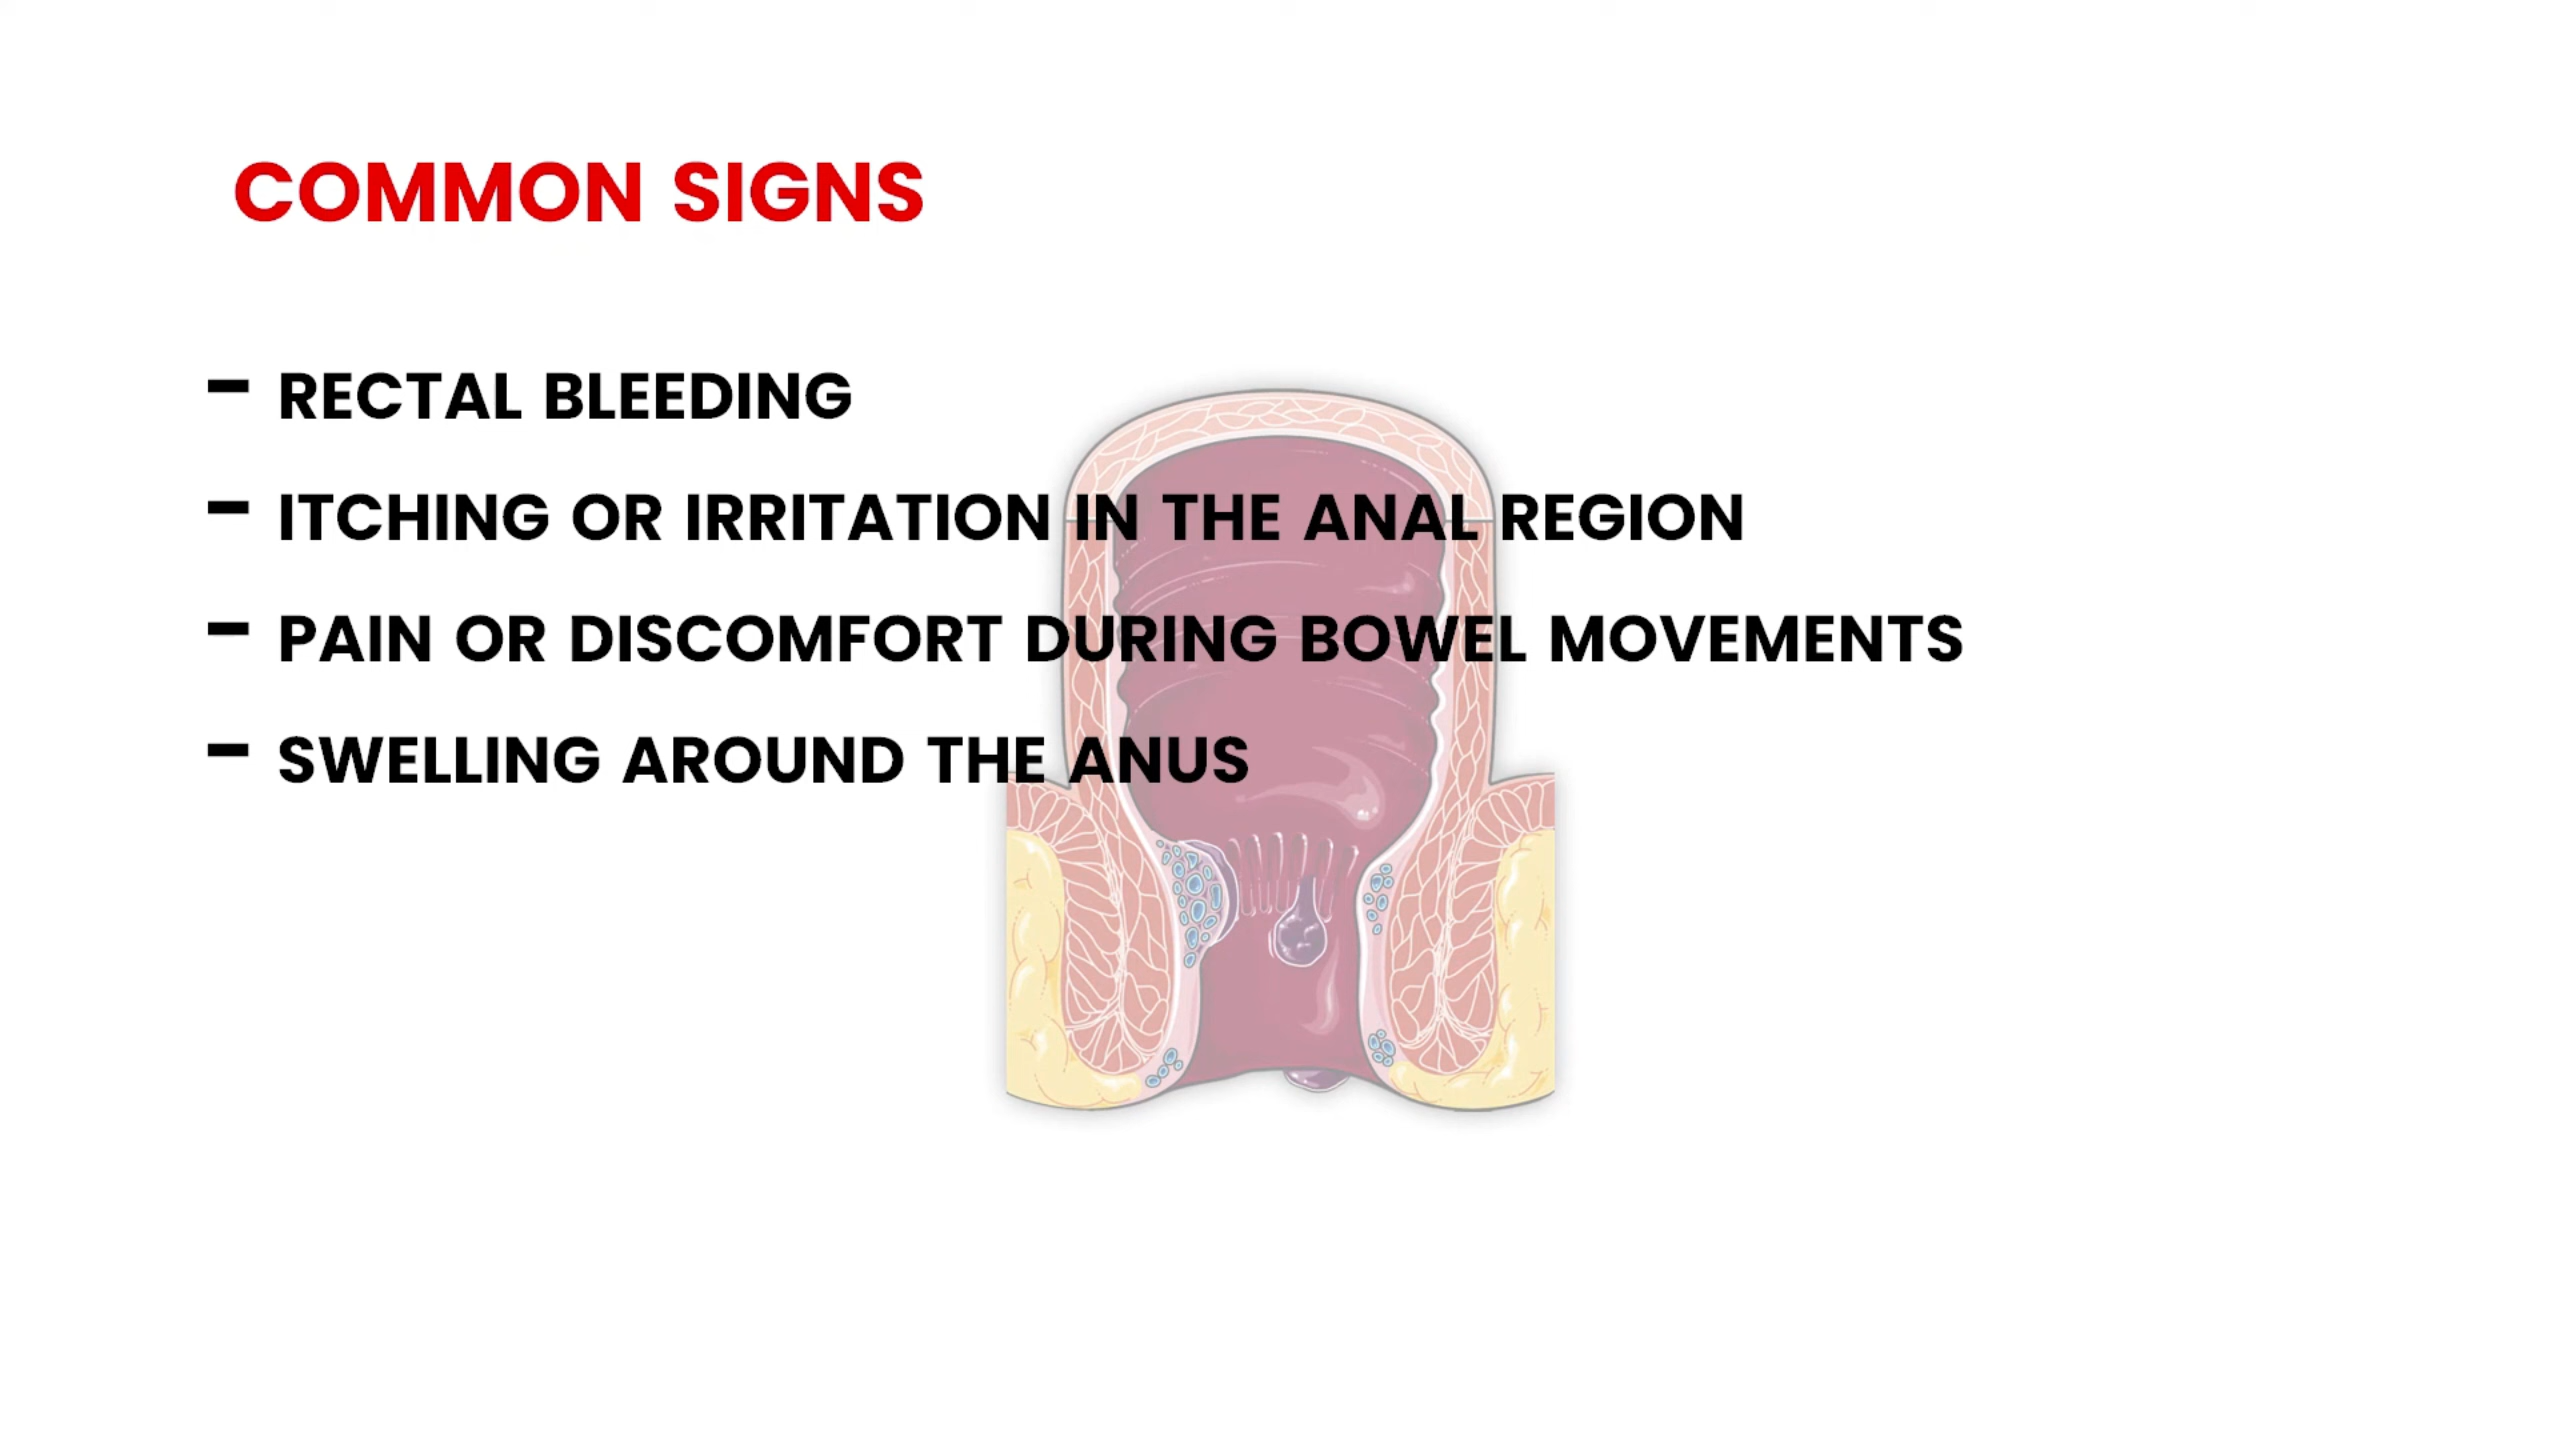 COMMON SIGNS
- RECTAL BLEEDING
- ITCHING OR IRRITATION IN THE ANAL REGION
- PAIN OR DISCOMFORT DURING BOWEL MOVEMENTS
- SWELLING AROUND THE ANUS